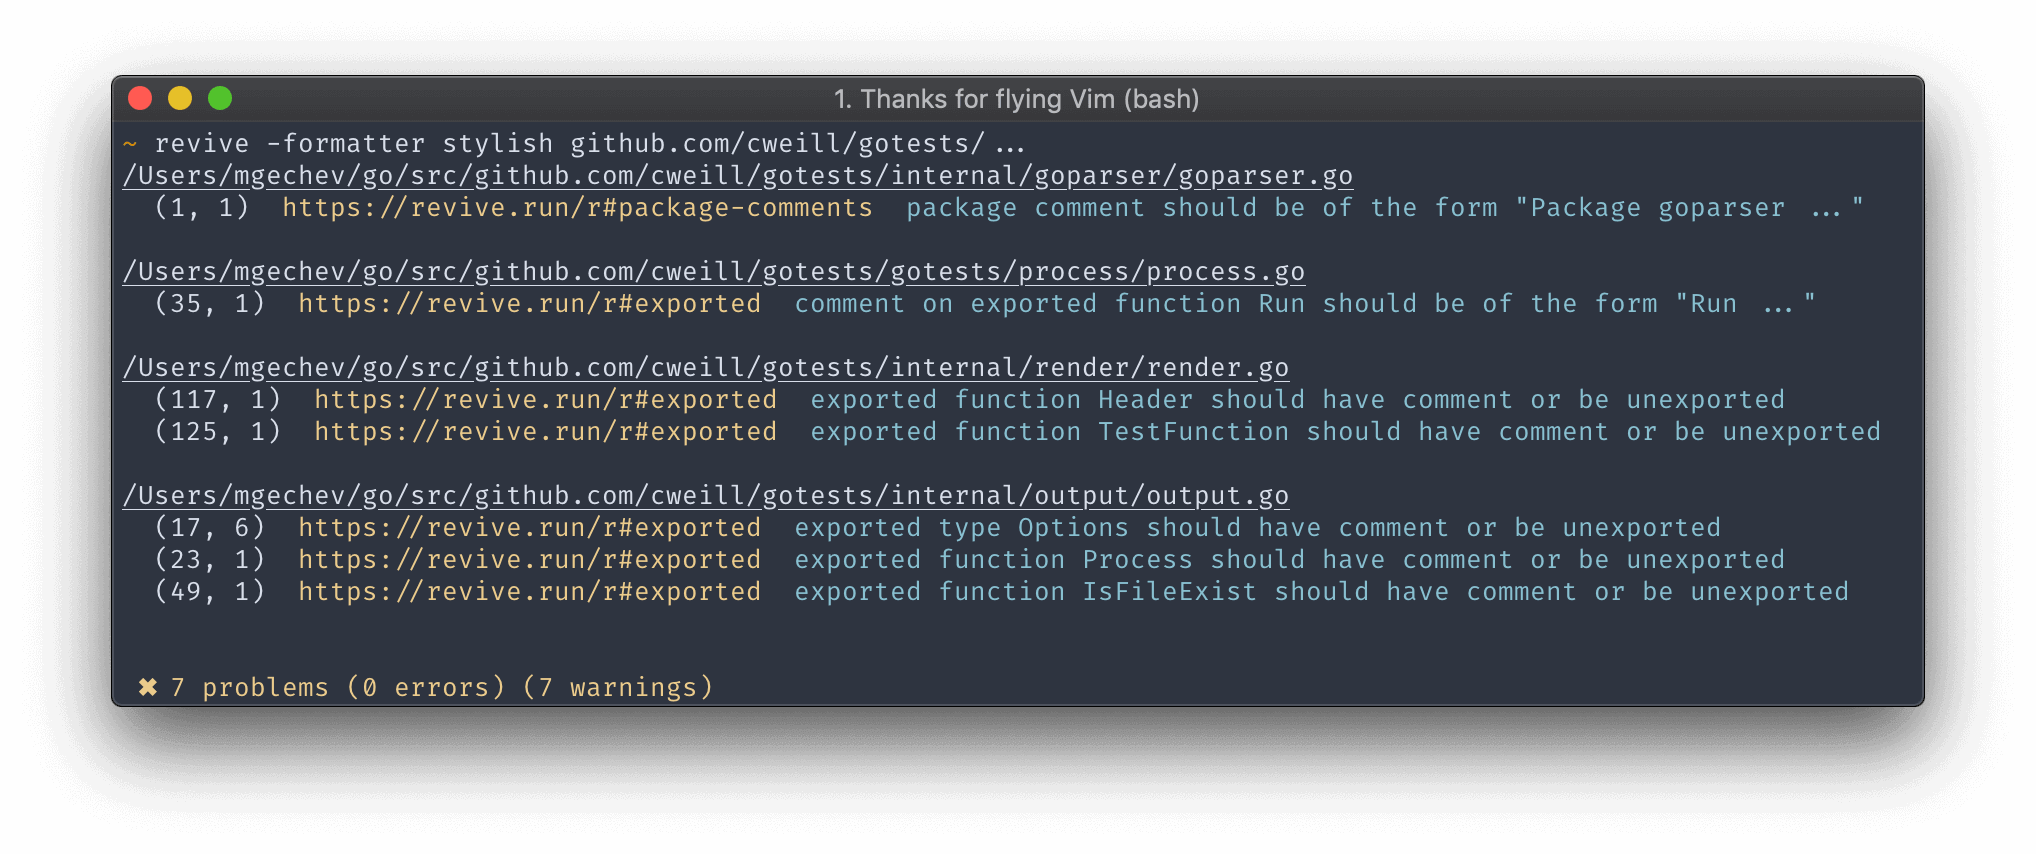 1. Thanks for flying Vim (bash)
~ revive -formatter stylish github.com/cweill/gotests/...
/Users/mgechev/go/src/github.com/cweill/gotests/internal/goparser/goparser.go
(1, 1) https://revive.run/r#package-comments package comment should be of the form "Package goparser ..."
/Users/mgechev/go/src/github.com/cweill/gotests/gotests/process/process.go
(35, 1) https://revive.run/r#exported comment on exported function Run should be of the form "Run ..."
/Users/mgechev/go/src/github.com/cweill/gotests/internal/render/render.go
(117, 1) https://revive.run/r#exported exported function Header should have comment or be unexported
(125, 1) https://revive.run/r#exported exported function TestFunction should have comment or be unexported
/Users/mgechev/go/src/github.com/cweill/gotests/internal/output/output.go
(17, 6) https://revive.run/r#exported exported type Options should have comment or be unexported
(23, 1) https://revive.run/r#exported exported function Process should have comment or be unexported
(49, 1) https://revive.run/r#exported exported function IsFileExist should have comment or be unexported
✖ 7 problems (0 errors) (7 warnings)